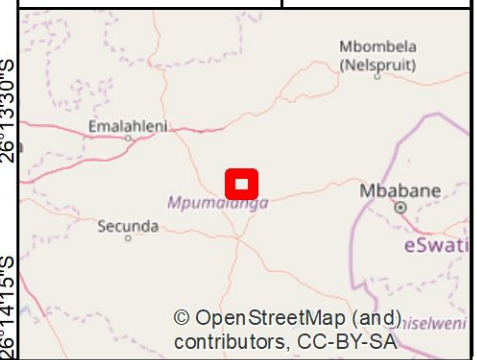 26°13'30"S
Mbombela
(Nelspruit)
Emalahleni
Mpumalanga
Mbabane
Secunda
eSwati
hiselweni
26°14'15"S
© OpenStreetMap (and)
contributors, CC-BY-SA